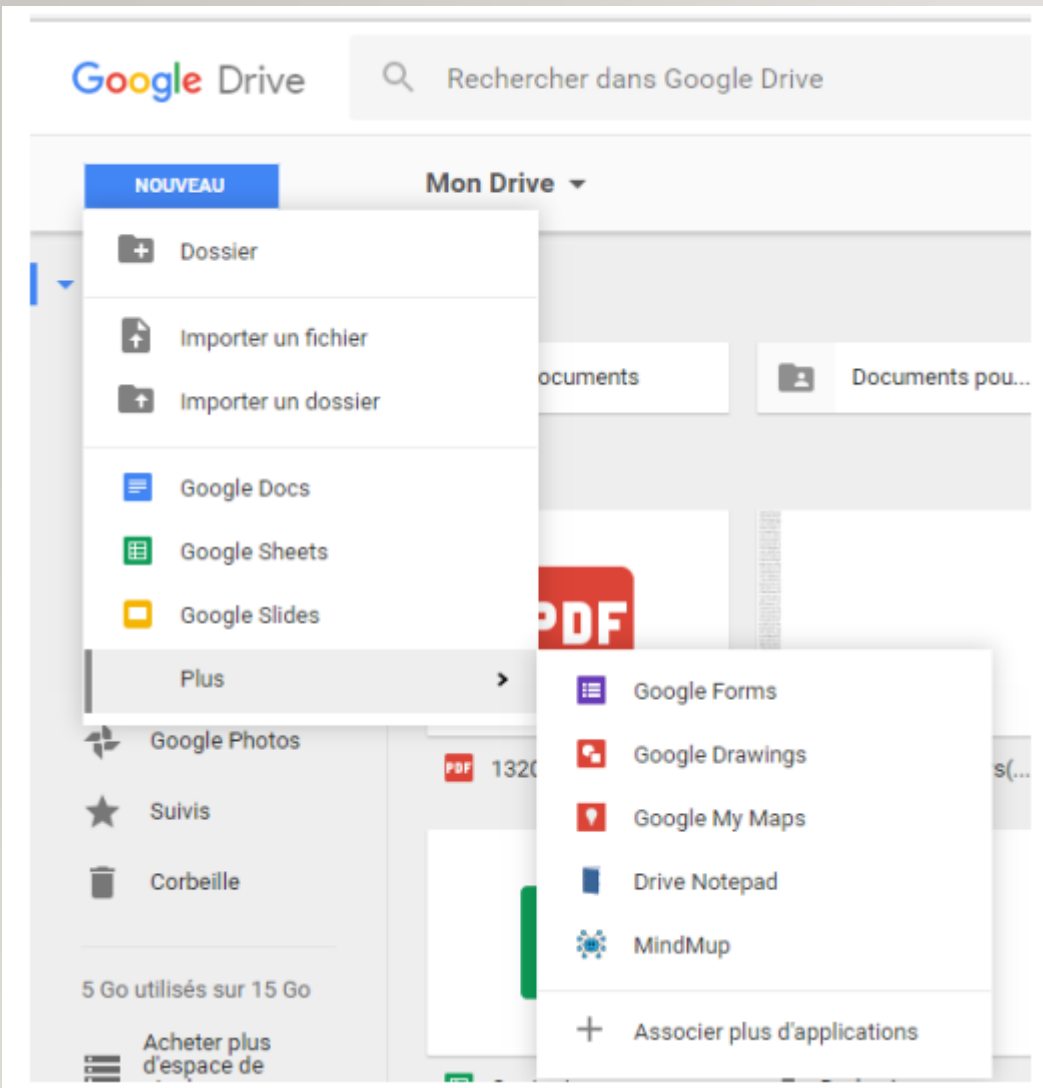 Google Drive
Rechercher dans Google Drive
NOUVEAU
Mon Drive
Dossier
Importer un fichier
Importer un dossier
ocuments
Documents pou...
Google Docs
Google Sheets
Google Slides
PDF
Plus
Google Forms
Google Drawings
Google My Maps
Drive Notepad
MindMup
Associer plus d'applications
Google Photos
PDF
1320
s(...
Suivis
Corbeille
5 Go utilisés sur 15 Go
Acheter plus
d'espace de